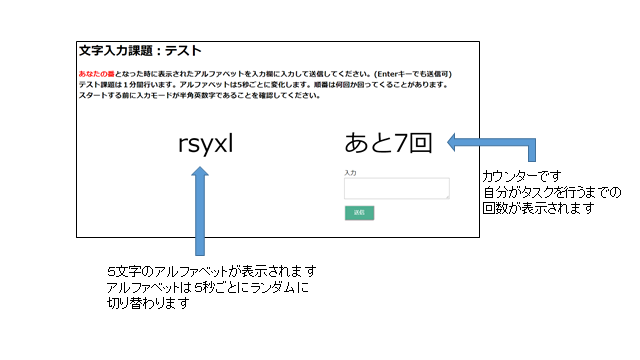 文字入力課題：テスト
あなたの番となった時に表示されたアルファベットを入力欄に入力して送信してください。(Enterキーでも送信可)
テスト課題は１分間行います。アルファベットは5秒ごとに変化します。順番は何回か回ってくることがあります。
スタートする前に入力モードが半角英数字であることを確認してください。
rsyxl
あと7回
入力
送信
カウンターです
自分がタスクを行うまでの
回数が表示されます
５文字のアルファベットが表示されます
アルファベットは５秒ごとにランダムに
切り替わります